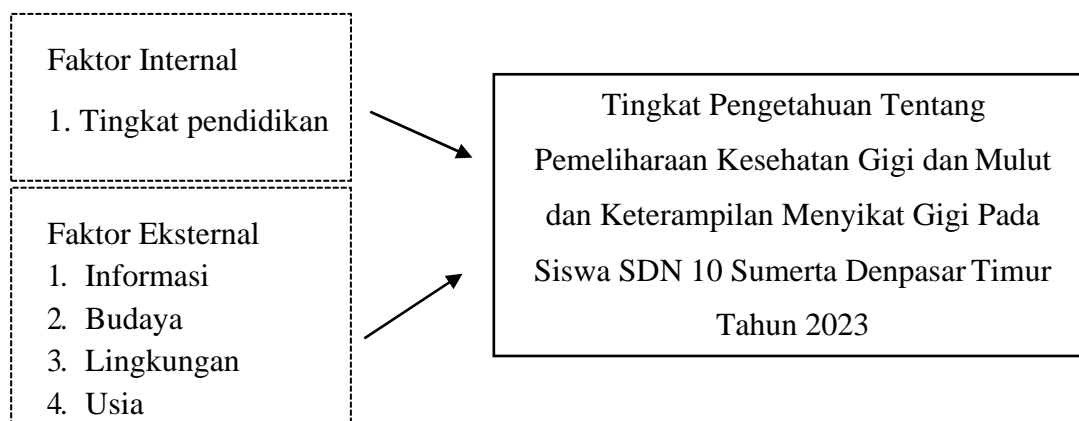 Faktor Internal
1. Tingkat pendidikan
Faktor Eksternal
1. Informasi
2. Budaya
3. Lingkungan
4. Usia
Tingkat Pengetahuan Tentang
Pemeliharaan Kesehatan Gigi dan Mulut
dan Keterampilan Menyikat Gigi Pada
Siswa SDN 10 Sumerta Denpasar Timur
Tahun 2023